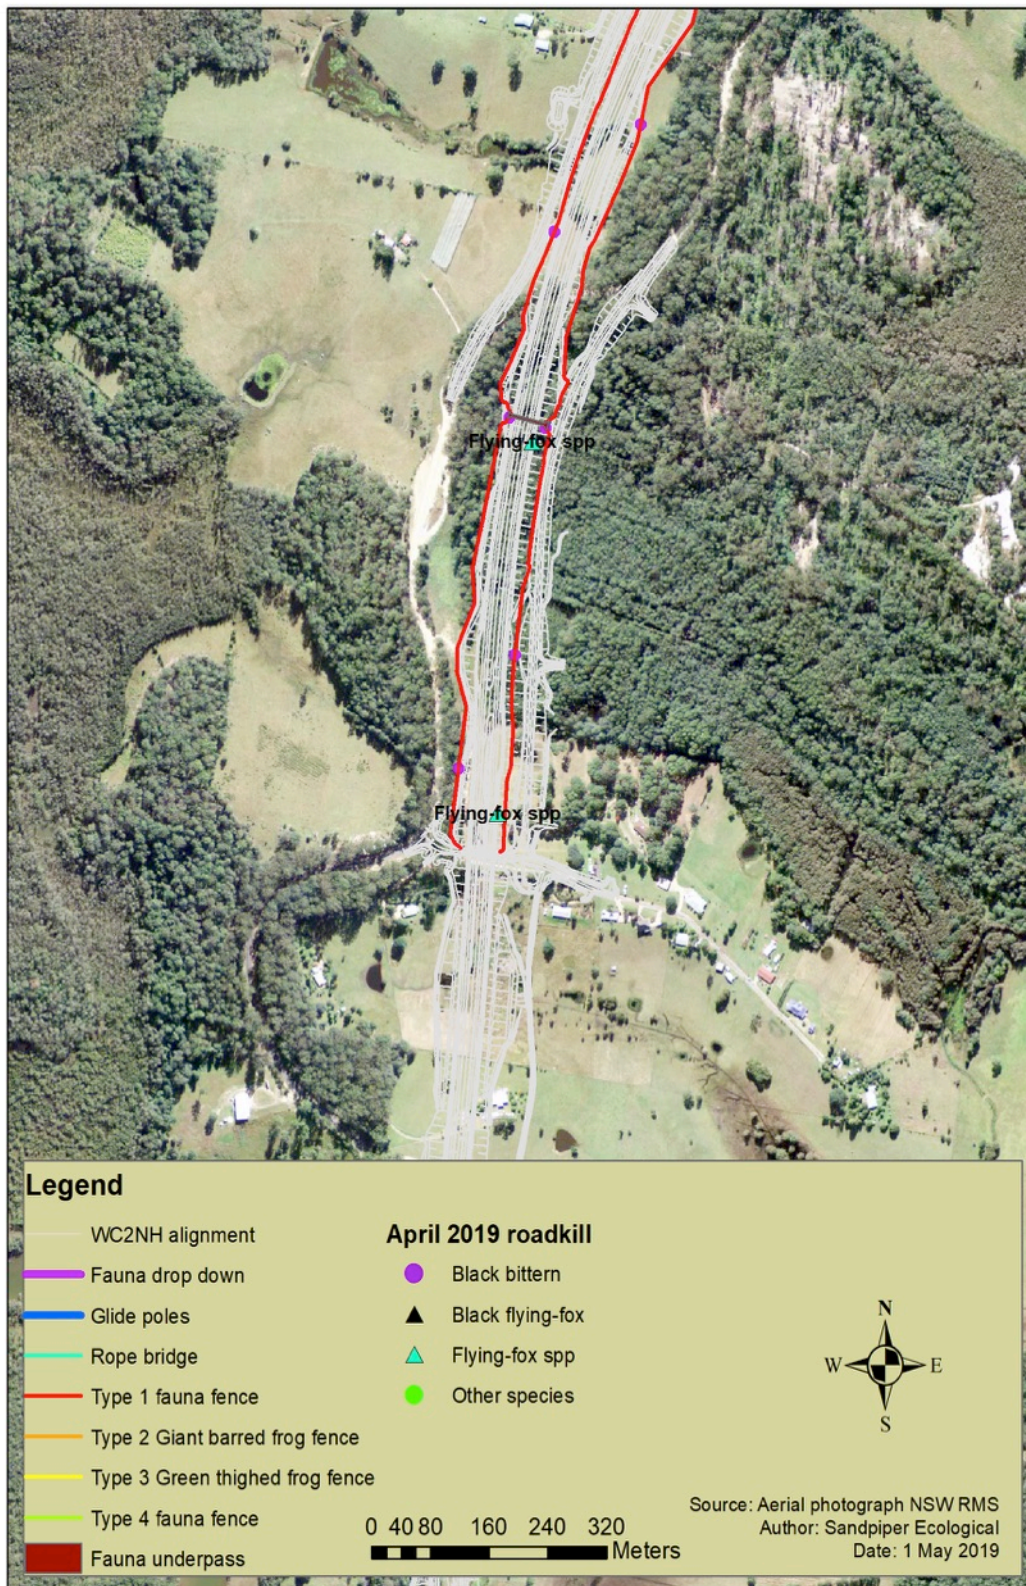 Flying-fox spp
Flying-fox spp
Legend
WC2NH alignment
Fauna drop down
Glide poles
Rope bridge
Type 1 fauna fence
Type 2 Giant barred frog fence
Type 3 Green thighed frog fence
Type 4 fauna fence
Fauna underpass
April 2019 roadkill
Black bittern
Black flying-fox
Flying-fox spp
Other species
N
W E
S
0 40 80 160 240 320
Meters
Source: Aerial photograph NSW RMS
Author: Sandpiper Ecological
Date: 1 May 2019